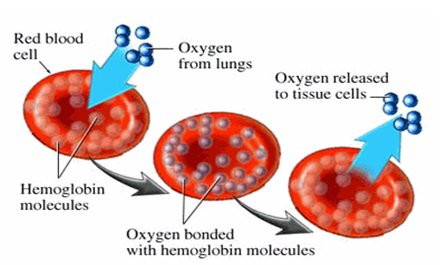 Red blood
cell
Oxygen
from lungs
Oxygen released
to tissue cells
Hemoglobin
molecules
Oxygen bonded
with hemoglobin molecules